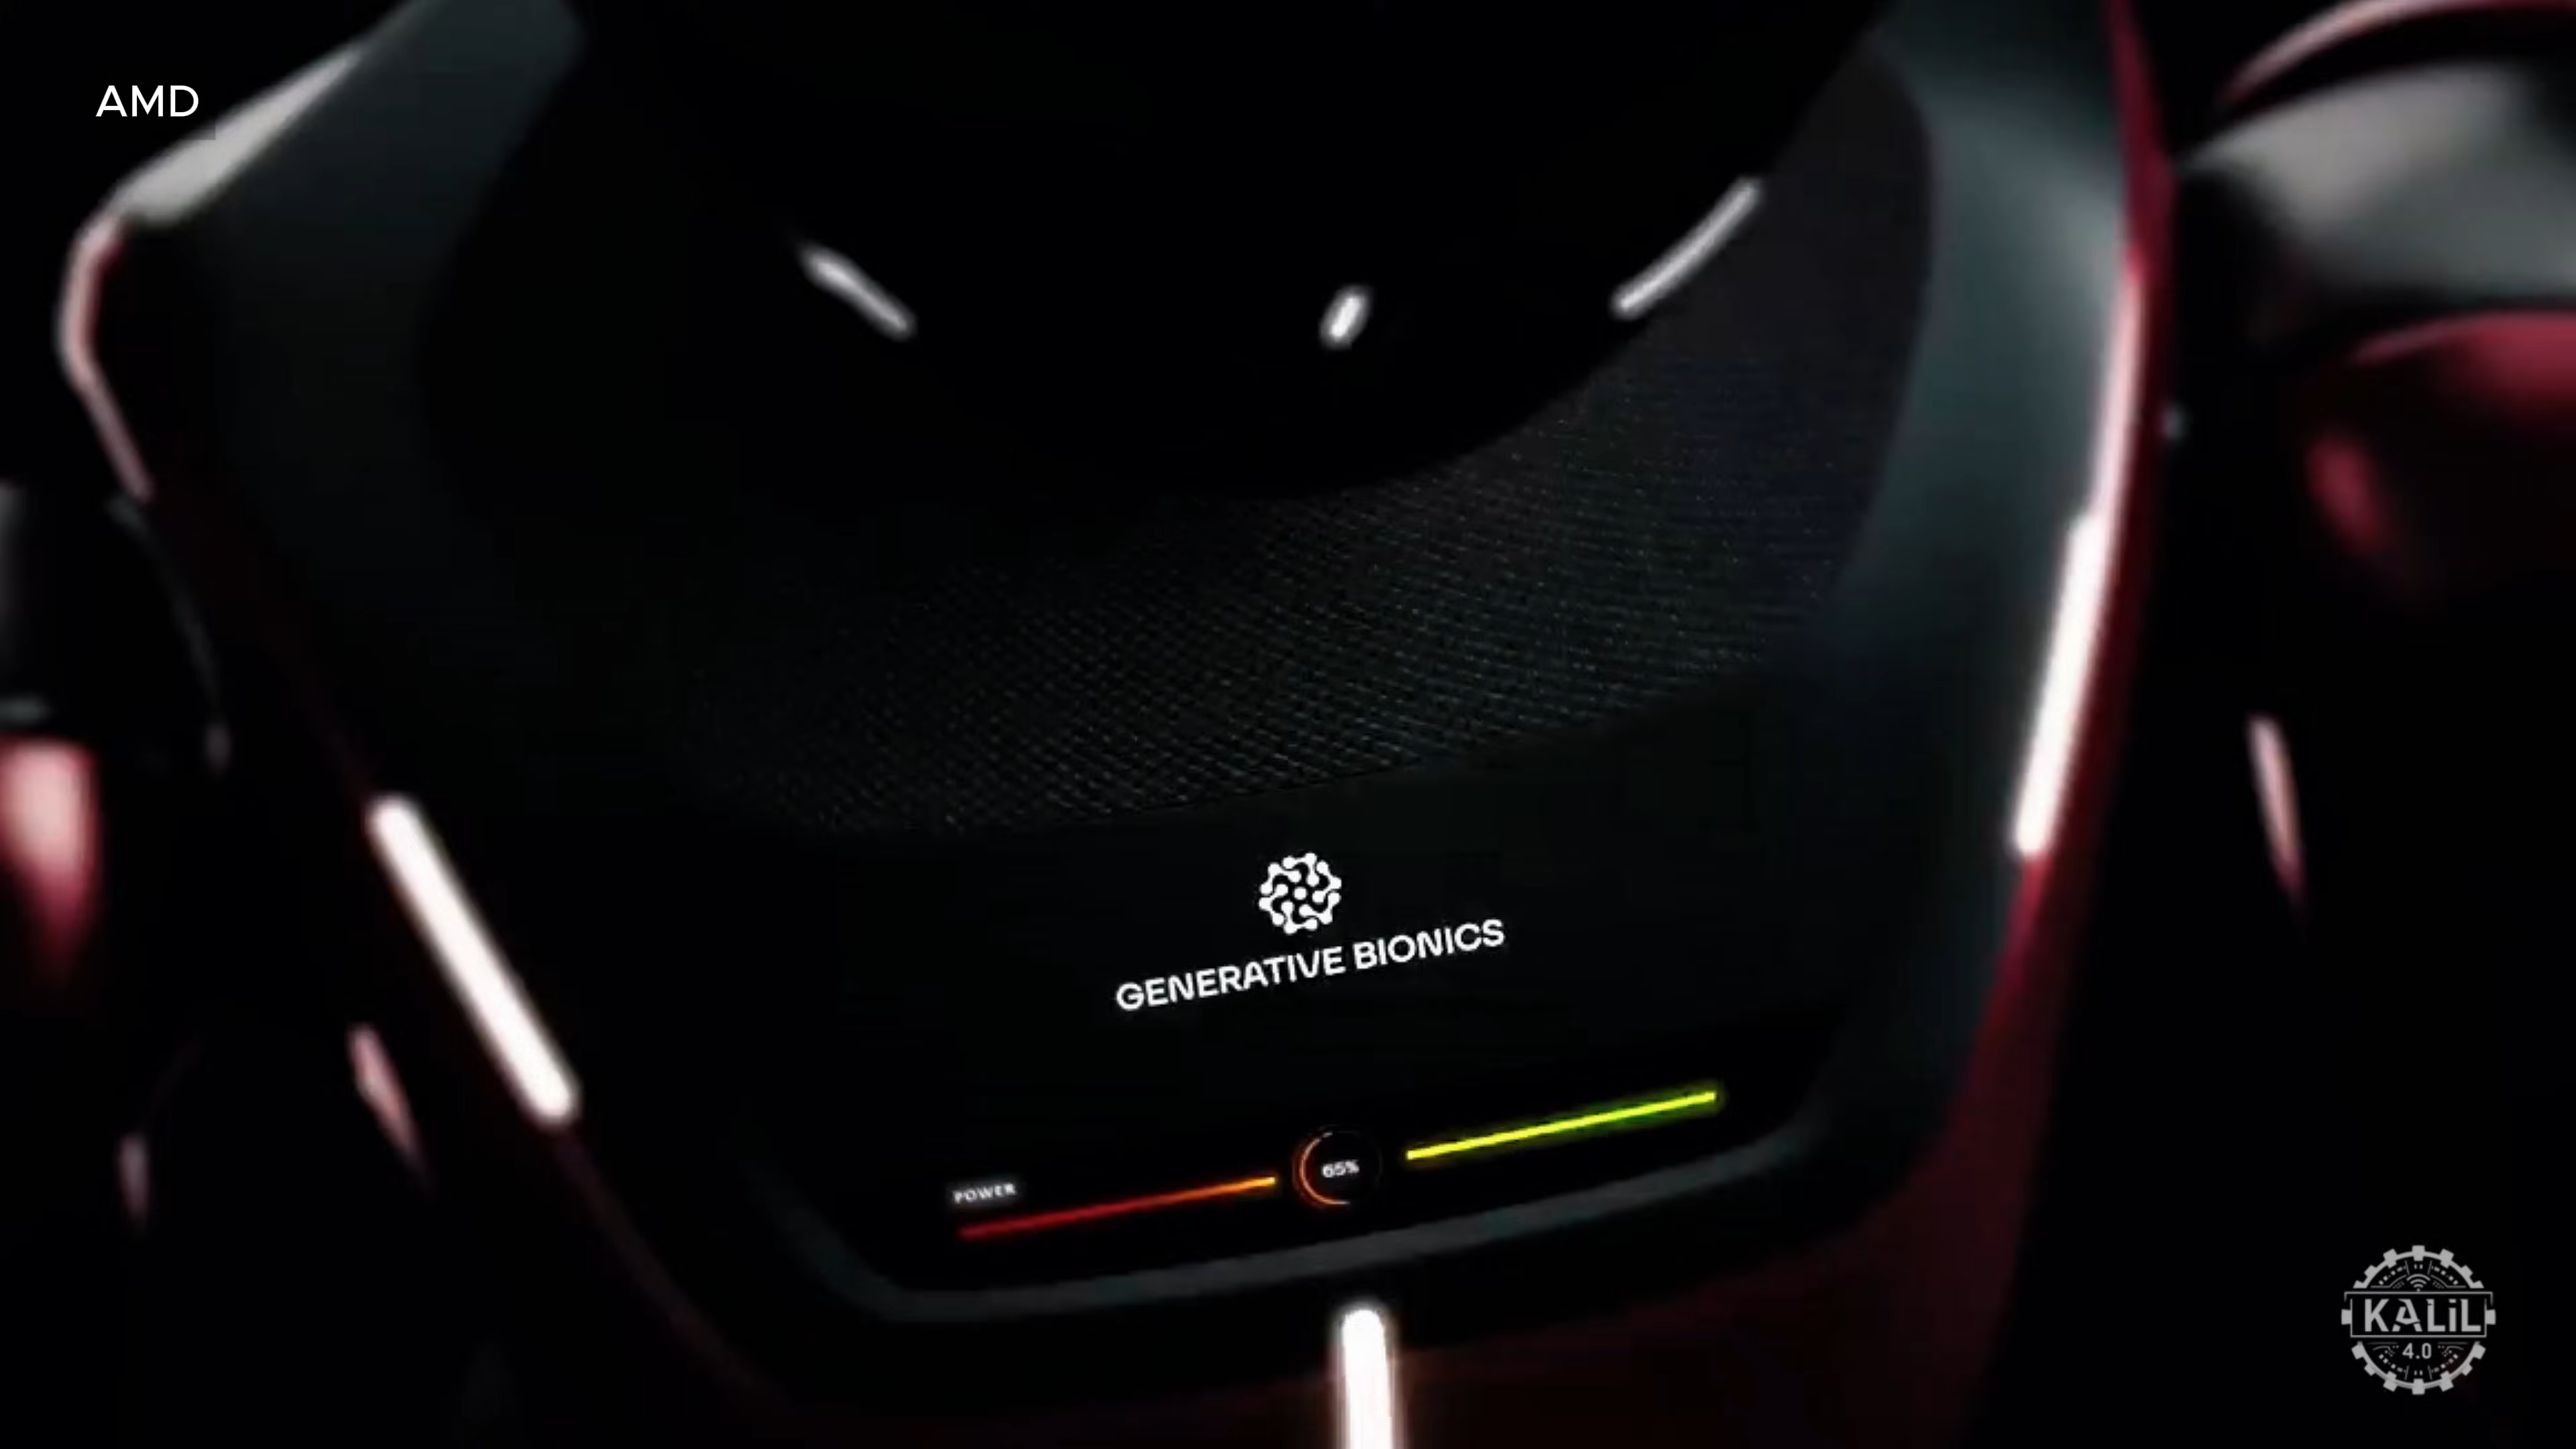 AMD
GENERATIVE BIONICS
POWER
65%
KALiL
4.0